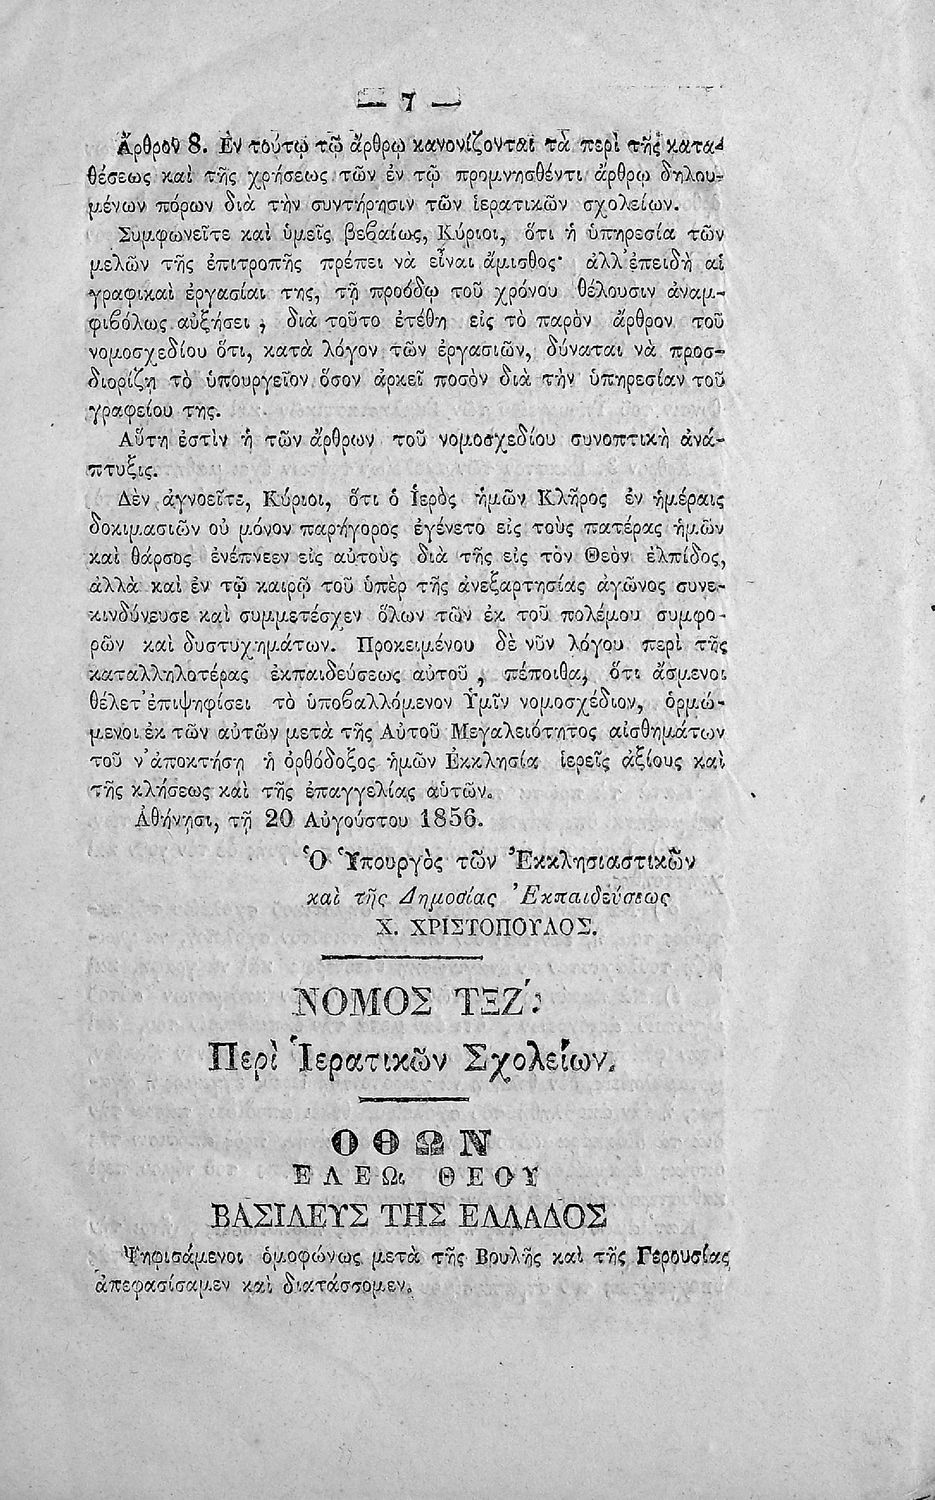 — 7 —
Ἄρθρον 8. Ἐν τούτῳ τῷ ἄρθρῳ κανονίζονται τὰ περὶ τῆς κατα-
θέσεως καὶ τῆς χρήσεως τῶν ἐν τῷ προμνησθέντι ἄρθρῳ δηλου-
μένων πόρων διὰ τὴν συντήρησιν τῶν ἱερατικῶν σχολείων.
Συμφωνεῖτε καὶ ὑμεῖς βεβαίως, Κύριοι, ὅτι ἡ ὑπηρεσία τῶν
μελῶν τῆς ἐπιτροπῆς πρέπει νὰ εἶναι ἄμισθος· ἀλλ' ἐπειδὴ αἱ
γραφικαὶ ἐργασίαι της, τῇ προόδῳ τοῦ χρόνου θέλουσιν ἀναμ-
φιβόλως αὐξήσει, διὰ τοῦτο ἐτέθη εἰς τὸ παρὸν ἄρθρον τοῦ
νομοσχεδίου ὅτι, κατὰ λόγον τῶν ἐργασιῶν, δύναται νὰ προσ-
διορίζῃ τὸ ὑπουργεῖον ὅσον ἀρκεῖ ποσὸν διὰ τὴν ὑπηρεσίαν τοῦ
γραφείου της.
Αὕτη ἐστὶν ἡ τῶν ἄρθρων τοῦ νομοσχεδίου συνοπτικὴ ἀνά-
πτυξις.
Δὲν ἀγνοεῖτε, Κύριοι, ὅτι ὁ Ἱερὸς ἡμῶν Κλῆρος ἐν ἡμέραις
δοκιμασιῶν οὐ μόνον παρήγορος ἐγένετο εἰς τοὺς πατέρας ἡμῶν
καὶ θάρσος ἐνέπνεεν εἰς αὐτοὺς διὰ τῆς εἰς τὸν Θεὸν ἐλπίδος,
ἀλλὰ καὶ ἐν τῷ καιρῷ τοῦ ὑπὲρ τῆς ἀνεξαρτησίας ἀγῶνος συνε-
κινδύνευσε καὶ συμμετέσχεν ὅλων τῶν ἐκ τοῦ πολέμου συμφο-
ρῶν καὶ δυστυχημάτων. Προκειμένου δὲ νῦν λόγου περὶ τῆς
καταλληλοτέρας ἐκπαιδεύσεως αὐτοῦ, πέποιθα, ὅτι ἄσμενοι
θέλετ' ἐπιψηφίσει τὸ ὑποβαλλόμενον Ὑμῖν νομοσχέδιον, ὁρμώ-
μενοι ἐκ τῶν αὐτῶν μετὰ τῆς Αὐτοῦ Μεγαλειότητος αἰσθημάτων
τοῦ ν' ἀποκτήσῃ ἡ ὀρθόδοξος ἡμῶν Ἐκκλησία ἱερεῖς ἀξίους καὶ
τῆς κλήσεως καὶ τῆς ἐπαγγελίας αὑτῶν.
Ἀθήνησι, τῇ 20 Αὐγούστου 1856.
Ὁ Ὑπουργὸς τῶν Ἐκκλησιαστικῶν
καὶ τῆς Δημοσίας Ἐκπαιδεύσεως
Χ. ΧΡΙΣΤΟΠΟΥΛΟΣ.
ΝΟΜΟΣ ΤΞΖ΄:
Περὶ Ἱερατικῶν Σχολείων.
ΟΘΩΝ
ΕΛΕΩι ΘΕΟΥ
ΒΑΣΙΛΕΥΣ ΤΗΣ ΕΛΛΑΔΟΣ
Ψηφισάμενοι ὁμοφώνως μετὰ τῆς Βουλῆς καὶ τῆς Γερουσίας
ἀπεφασίσαμεν καὶ διατάσσομεν.